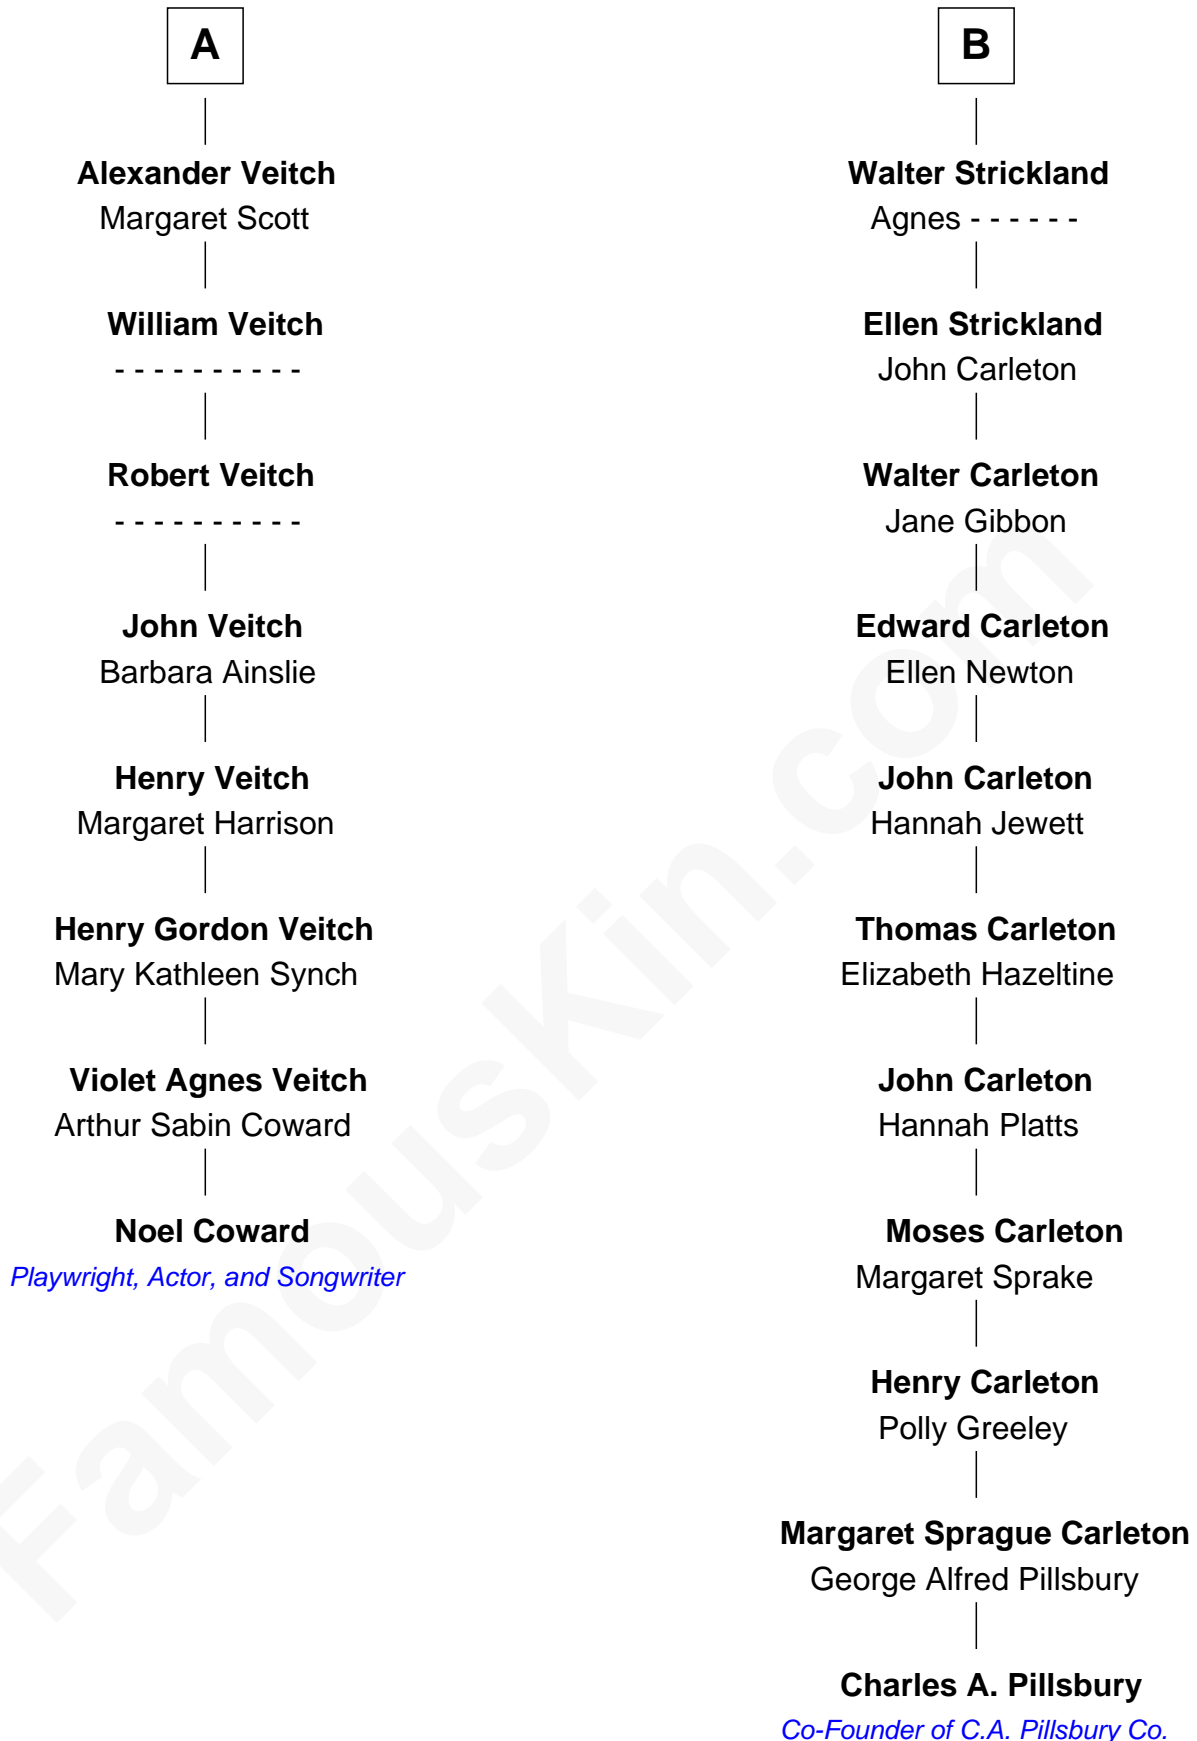 A
Alexander Veitch
Margaret Scott
William Veitch
- - - - - - - - - -
Robert Veitch
- - - - - - - - - -
John Veitch
Barbara Ainslie
Henry Veitch
Margaret Harrison
Henry Gordon Veitch
Mary Kathleen Synch
Violet Agnes Veitch
Arthur Sabin Coward
Noel Coward
Playwright, Actor, and Songwriter
B
Walter Strickland
Agnes - - - - - -
Ellen Strickland
John Carleton
Walter Carleton
Jane Gibbon
Edward Carleton
Ellen Newton
John Carleton
Hannah Jewett
Thomas Carleton
Elizabeth Hazeltine
John Carleton
Hannah Platts
Moses Carleton
Margaret Sprake
Henry Carleton
Polly Greeley
Margaret Sprague Carleton
George Alfred Pillsbury
Charles A. Pillsbury
Co-Founder of C.A. Pillsbury Co.
FamousKin.com